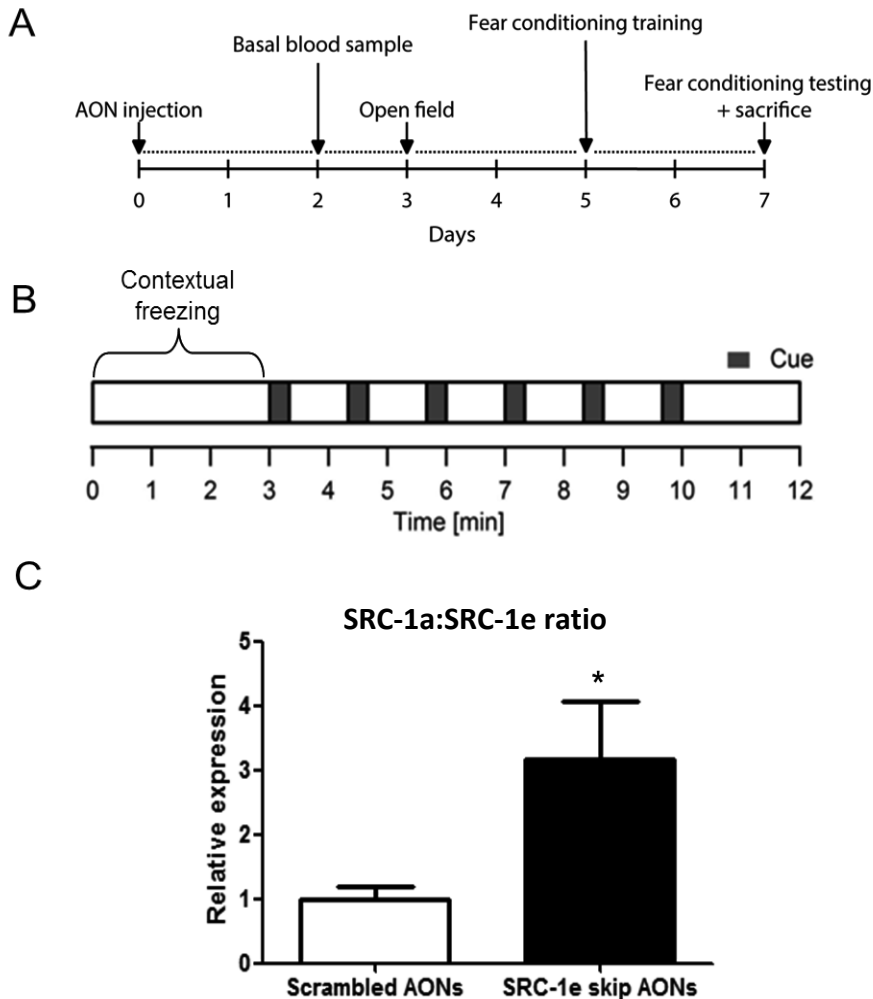 A
AON injection
Basal blood sample
Open field
Fear conditioning training
Fear conditioning testing
+ sacrifice
0 1 2 3 4 5 6 7
Days
B
Contextual
freezing
Cue
0 1 2 3 4 5 6 7 8 9 10 11 12
Time [min]
C
SRC-1a:SRC-1e ratio
Relative expression
5
4
3
2
1
0
*
Scrambled AONs SRC-1e skip AONs